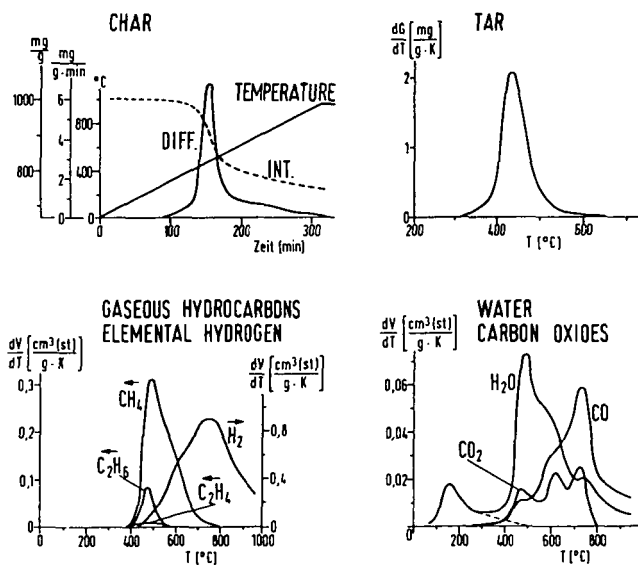 CHAR
mg/g
mg/g·min
°C
1000
800
6
4
2
0
800
400
0
TEMPERATURE
DIFF.
INT.
0 100 200 300
Zeit (min)
TAR
dG/dT [mg/g·K]
2
1
0
200 400 600
T [°C]
GASEOUS HYDROCARBONS
ELEMENTAL HYDROGEN
dV/dT [cm³(st)/g·K]
dV/dT [cm³(st)/g·K]
0,3
0,2
0,1
0
0,8
0,4
0
CH₄
H₂
C₂H₆
C₂H₄
0 200 400 600 800 1000
T [°C]
WATER
CARBON OXIOES
dV/dT [cm³(st)/g·K]
0,06
0,04
0,02
0
H₂O
CO
CO₂
0 200 400 600 800
T [°C]